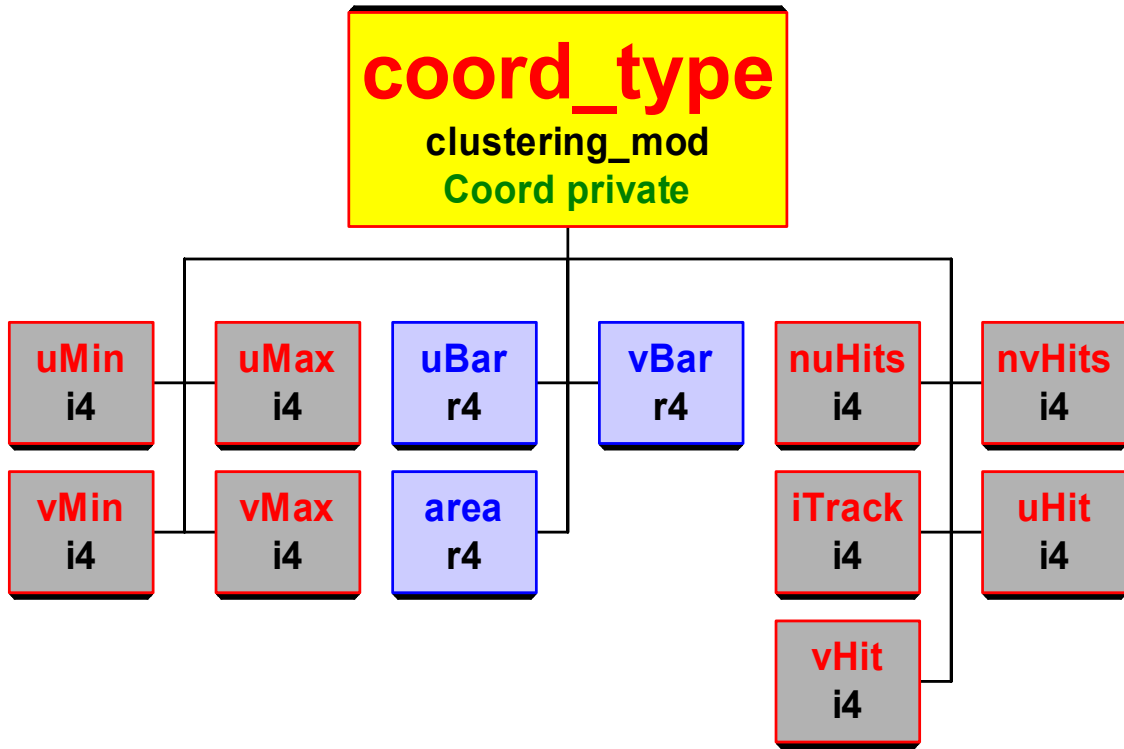 coord_type
clustering_mod
Coord private
uMin
i4
uMax
i4
uBar
r4
vBar
r4
nuHits
i4
nvHits
i4
vMin
i4
vMax
i4
area
r4
iTrack
i4
uHit
i4
vHit
i4